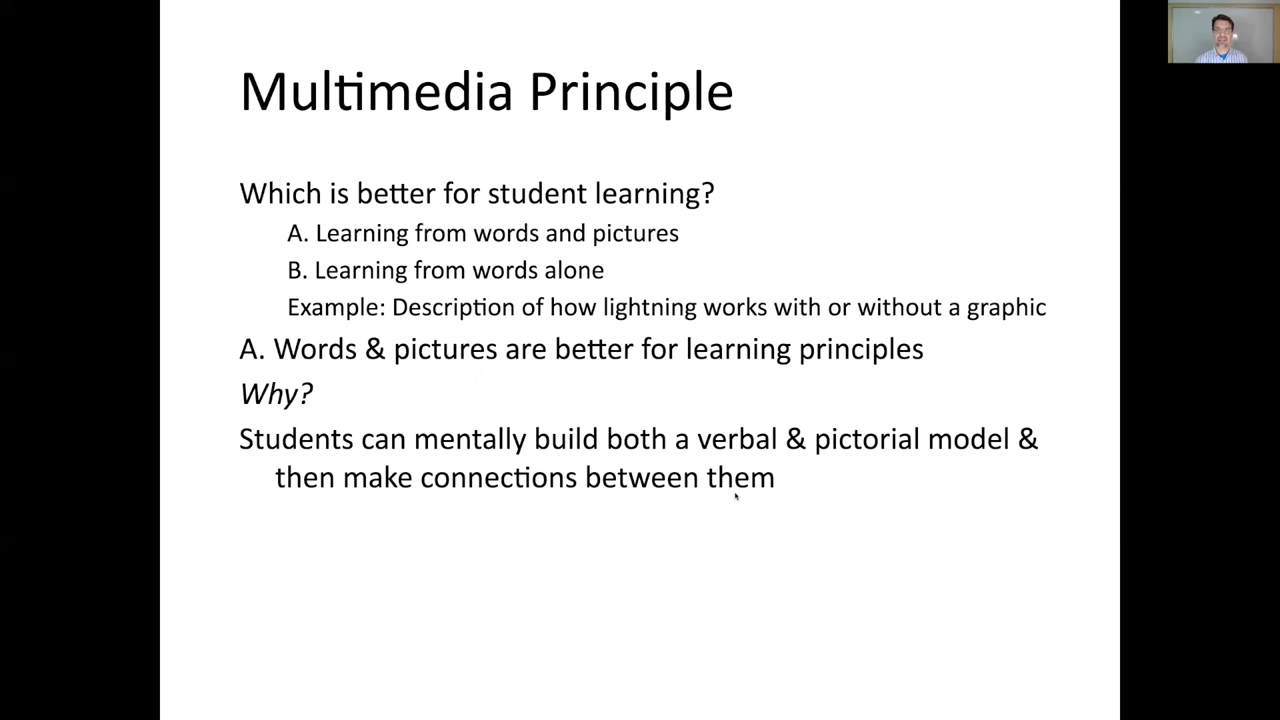 Multimedia Principle
Which is better for student learning?
A. Learning from words and pictures
B. Learning from words alone
Example: Description of how lightning works with or without a graphic
A. Words & pictures are better for learning principles
Why?
Students can mentally build both a verbal & pictorial model &
then make connections between them